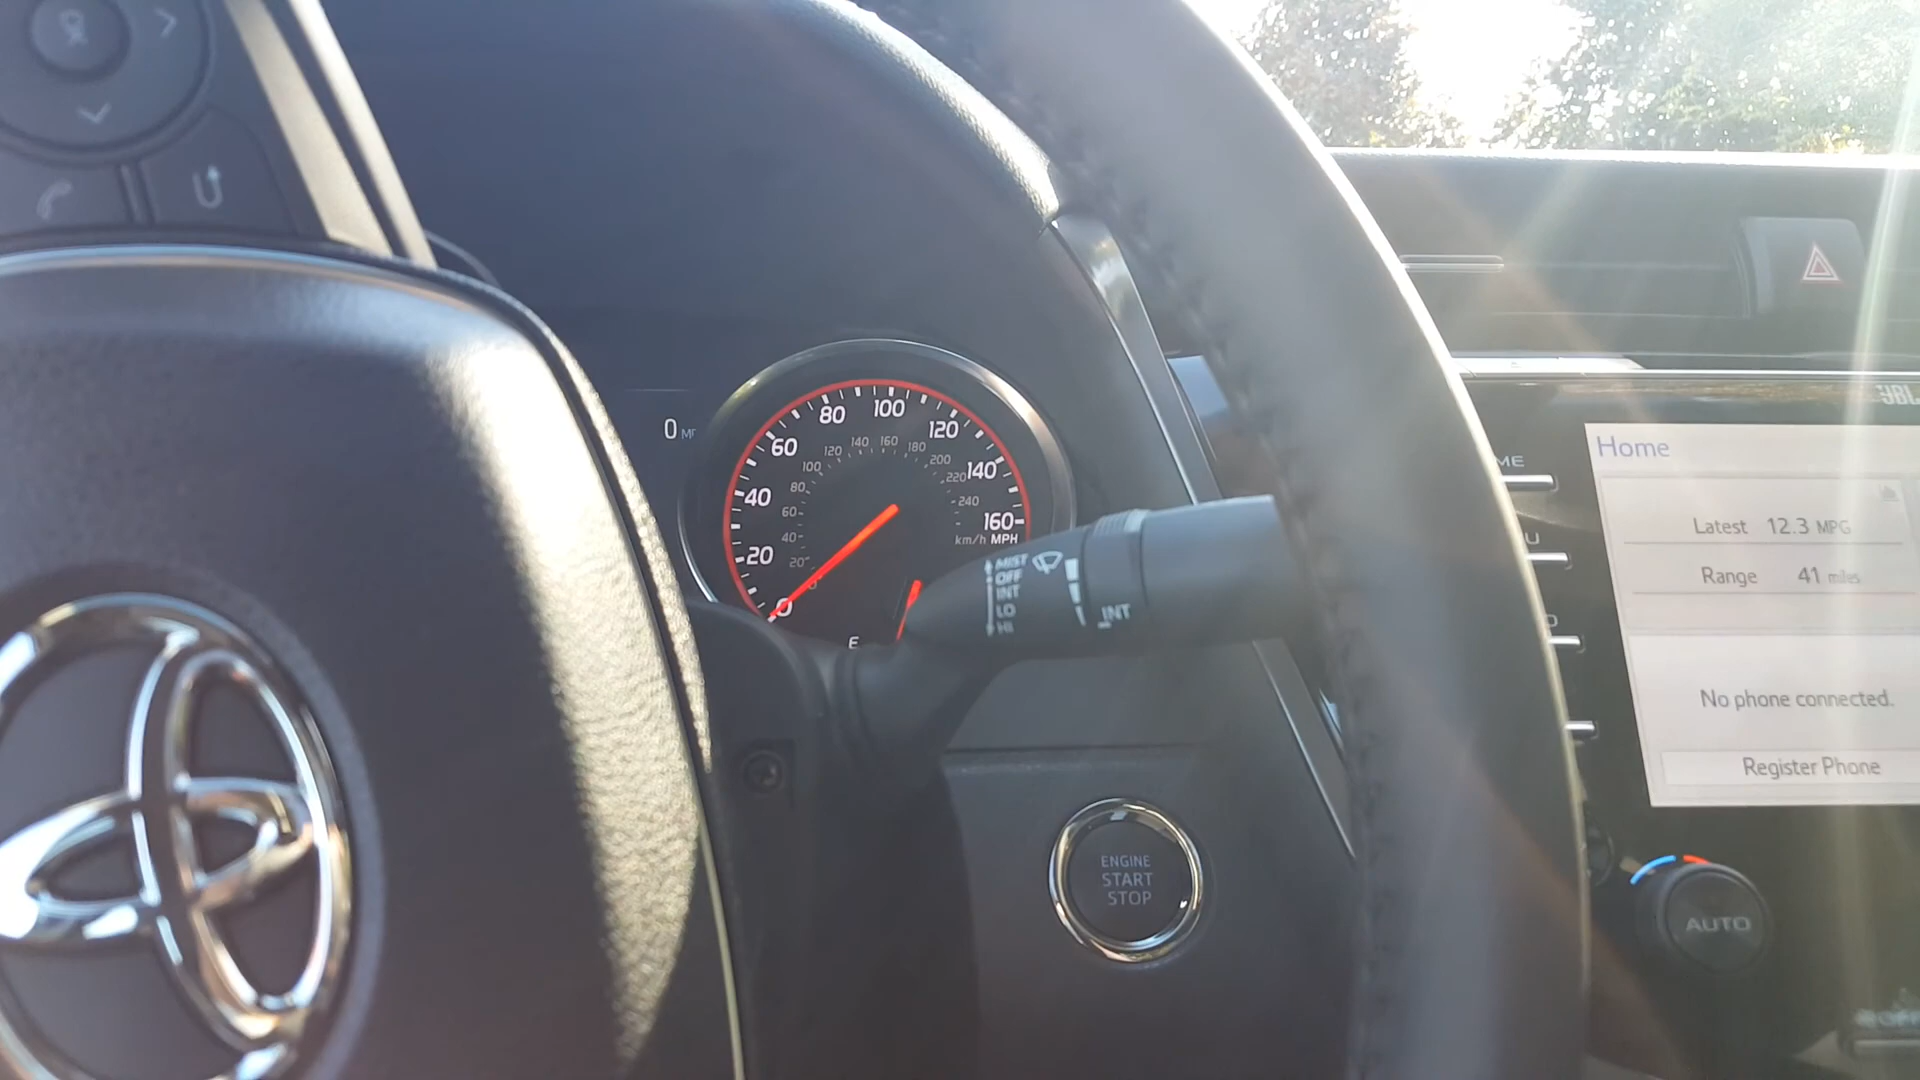 0
80
100
60
120
40
140
20
160
0
120
140
160
180
100
200
80
220
60
240
40
20
km/h MPH
E
MIST
OFF
INT
LO
HI
INT
ENGINE
START
STOP
JBL
Home
Latest 12.3 MPG
Range 41 miles
No phone connected.
Register Phone
AUTO